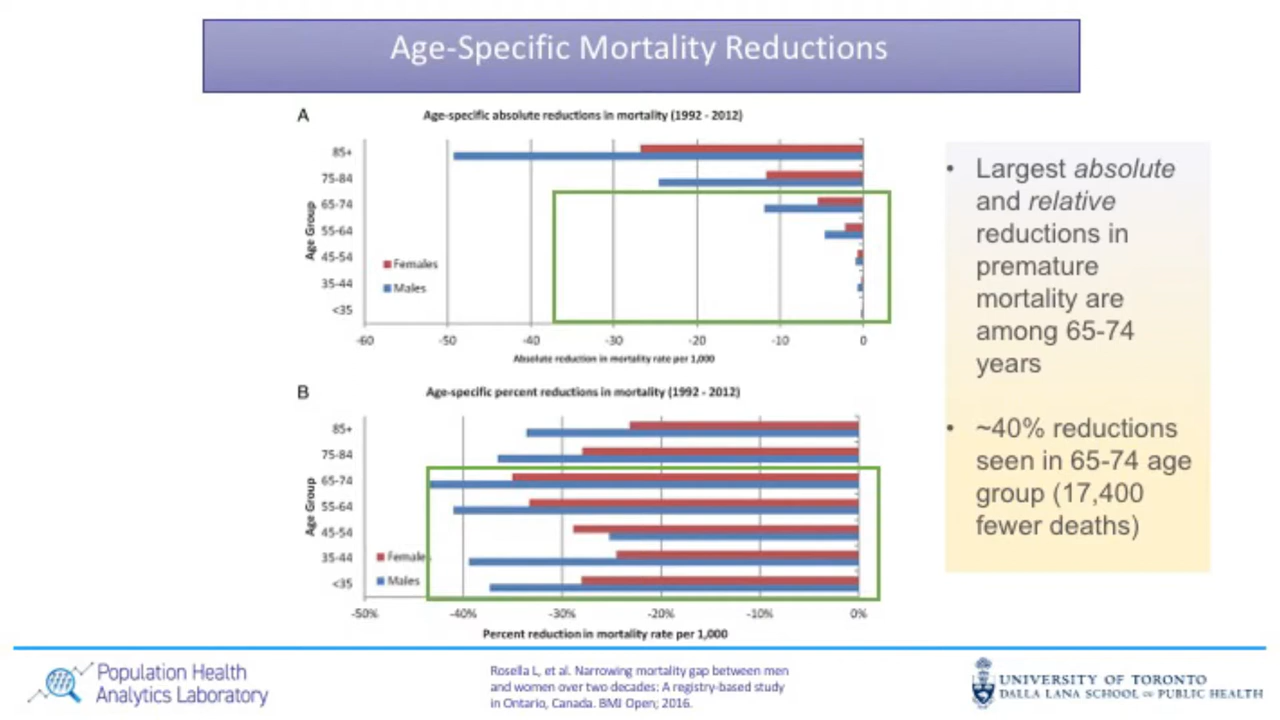 Age-Specific Mortality Reductions
A
Age-specific absolute reductions in mortality (1992 - 2012)
85+
75-84
65-74
55-64
45-54
35-44
<35
Age Group
Females
Males
-60 -50 -40 -30 -20 -10 0
Absolute reduction in mortality rate per 1,000
B
Age-specific percent reductions in mortality (1992 - 2012)
85+
75-84
65-74
55-64
45-54
35-44
<35
Age Group
Females
Males
-50% -40% -30% -20% -10% 0%
Percent reduction in mortality rate per 1,000
• Largest absolute
and relative
reductions in
premature
mortality are
among 65-74
years
• ~40% reductions
seen in 65-74 age
group (17,400
fewer deaths)
Population Health
Analytics Laboratory
Rosella L, et al. Narrowing mortality gap between men
and women over two decades: A registry-based study
in Ontario, Canada. BMJ Open; 2016.
UNIVERSITY OF TORONTO
DALLA LANA SCHOOL OF PUBLIC HEALTH